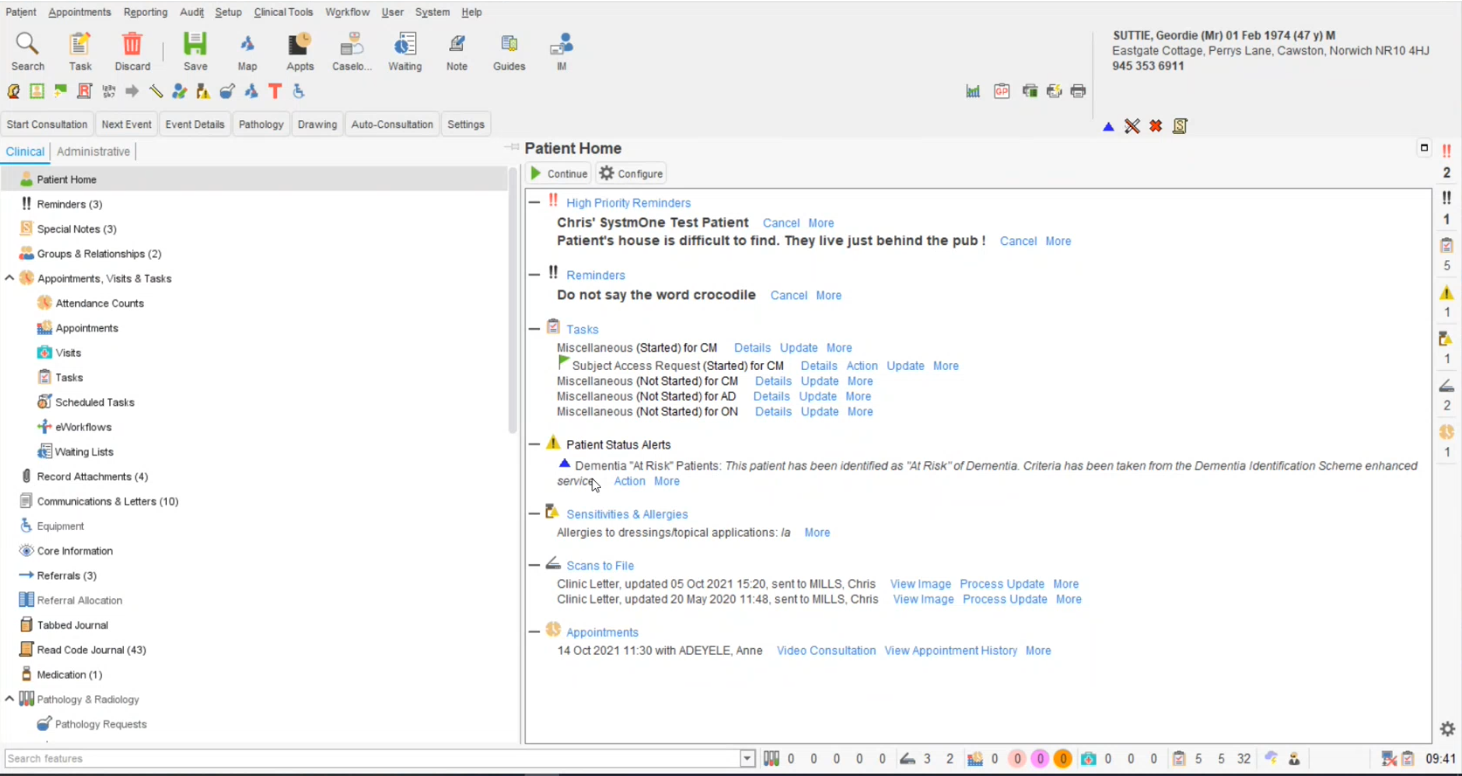 Patient Appointments Reporting Audit Setup Clinical Tools Workflow User System Help
Search Task Discard Save Map Appts Caselo... Waiting Note Guides IM
SUTTIE, Geordie (Mr) 01 Feb 1974 (47 y) M
Eastgate Cottage, Perrys Lane, Cawston, Norwich NR10 4HJ
945 353 6911
Start Consultation Next Event Event Details Pathology Drawing Auto-Consultation Settings
Clinical Administrative
Patient Home
Reminders (3)
Special Notes (3)
Groups & Relationships (2)
Appointments, Visits & Tasks
Attendance Counts
Appointments
Visits
Tasks
Scheduled Tasks
eWorkflows
Waiting Lists
Record Attachments (4)
Communications & Letters (10)
Equipment
Core Information
Referrals (3)
Referral Allocation
Tabbed Journal
Read Code Journal (43)
Medication (1)
Pathology & Radiology
Pathology Requests
Patient Home
Continue Configure
High Priority Reminders
Chris' SystmOne Test Patient Cancel More
Patient's house is difficult to find. They live just behind the pub ! Cancel More
Reminders
Do not say the word crocodile Cancel More
Tasks
Miscellaneous (Started) for CM Details Update More
Subject Access Request (Started) for CM Details Action Update More
Miscellaneous (Not Started) for CM Details Update More
Miscellaneous (Not Started) for AD Details Update More
Miscellaneous (Not Started) for ON Details Update More
Patient Status Alerts
Dementia "At Risk" Patients: This patient has been identified as "At Risk" of Dementia. Criteria has been taken from the Dementia Identification Scheme enhanced
service. Action More
Sensitivities & Allergies
Allergies to dressings/topical applications: /a More
Scans to File
Clinic Letter, updated 05 Oct 2021 15:20, sent to MILLS, Chris View Image Process Update More
Clinic Letter, updated 20 May 2020 11:48, sent to MILLS, Chris View Image Process Update More
Appointments
14 Oct 2021 11:30 with ADEYELE, Anne Video Consultation View Appointment History More
2
1
5
1
1
2
1
Search features 0 0 0 0 0 3 2 0 0 0 0 0 0 0 5 5 32 09:41